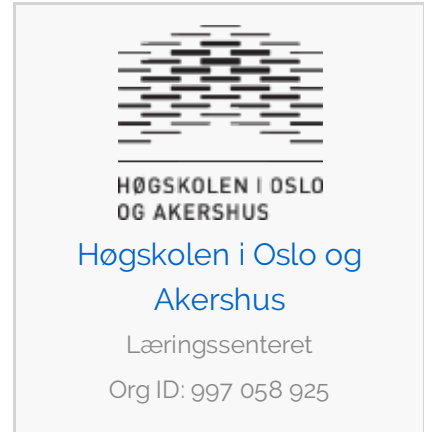 HØGSKOLEN I OSLO
OG AKERSHUS
Høgskolen i Oslo og
Akershus
Læringssenteret
Org ID: 997 058 925